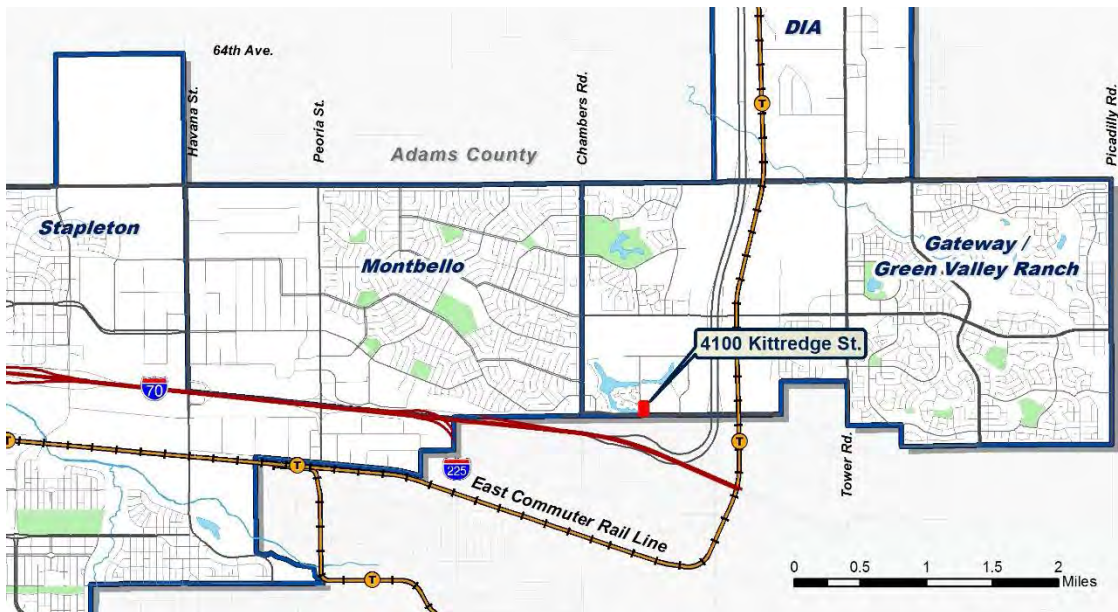 DIA
64th Ave.
Havana St.
Peoria St.
Chambers Rd.
Picadilly Rd.
T
Adams County
Stapleton
Montbello
Gateway /
Green Valley Ranch
4100 Kittredge St.
70
T
T
T
225
East Commuter Rail Line
Tower Rd.
T
0 0.5 1 1.5 2
Miles